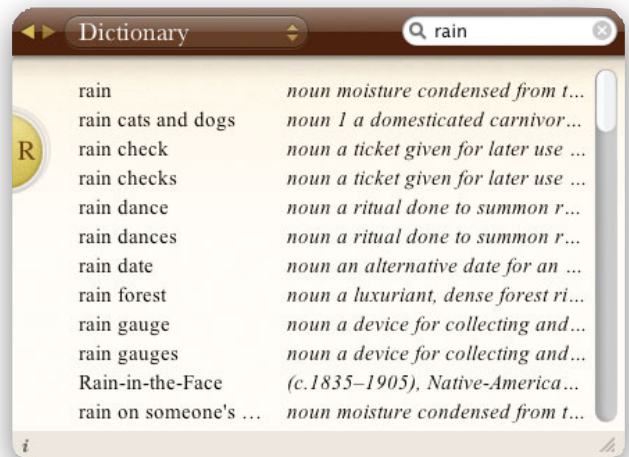 Dictionary rain
rain noun moisture condensed from t...
rain cats and dogs noun 1 a domesticated carnivor...
R
rain check noun a ticket given for later use ...
rain checks noun a ticket given for later use ...
rain dance noun a ritual done to summon r...
rain dances noun a ritual done to summon r...
rain date noun an alternative date for an ...
rain forest noun a luxuriant, dense forest ri...
rain gauge noun a device for collecting and...
rain gauges noun a device for collecting and...
Rain-in-the-Face (c.1835–1905), Native-America...
rain on someone's ... noun moisture condensed from t...
i